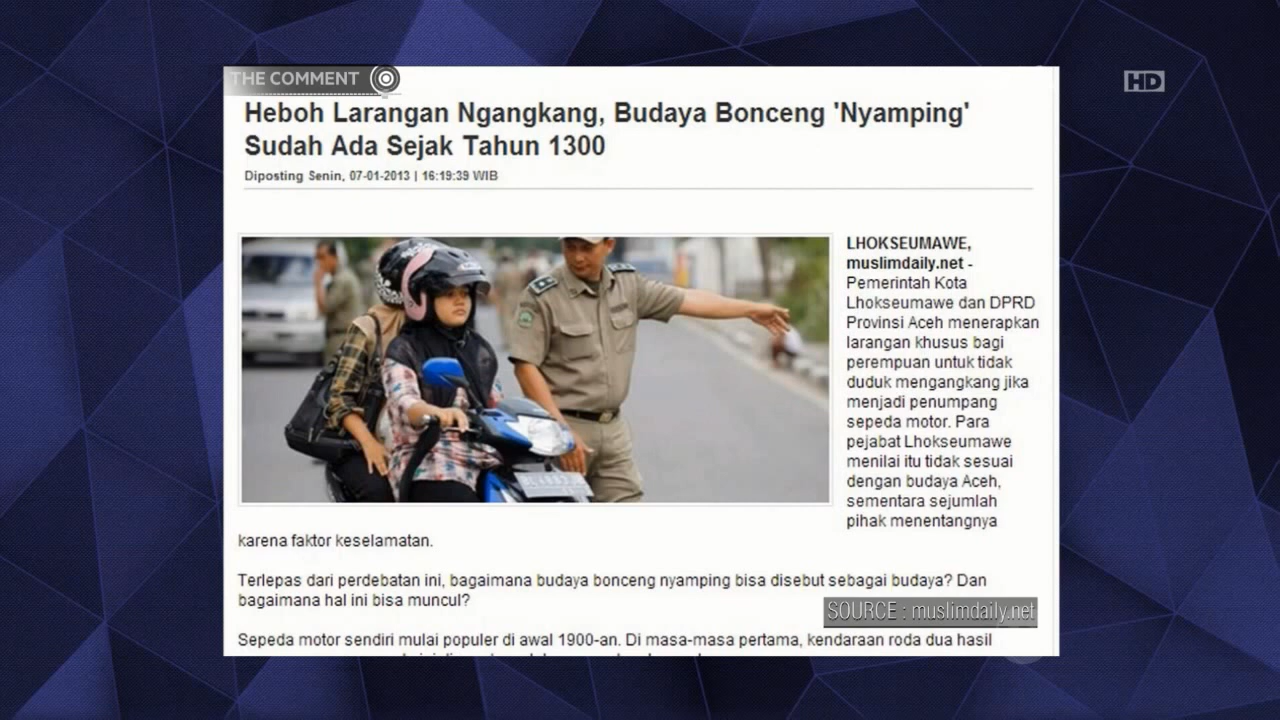 THE COMMENT
HD
Heboh Larangan Ngangkang, Budaya Bonceng 'Nyamping'
Sudah Ada Sejak Tahun 1300
Diposting Senin, 07-01-2013 | 16:19:39 WIB
LHOKSEUMAWE,
muslimdaily.net -
Pemerintah Kota
Lhokseumawe dan DPRD
Provinsi Aceh menerapkan
larangan khusus bagi
perempuan untuk tidak
duduk mengangkang jika
menjadi penumpang
sepeda motor. Para
pejabat Lhokseumawe
menilai itu tidak sesuai
dengan budaya Aceh,
sementara sejumlah
pihak menentangnya
karena faktor keselamatan.
Terlepas dari perdebatan ini, bagaimana budaya bonceng nyamping bisa disebut sebagai budaya? Dan
bagaimana hal ini bisa muncul?
SOURCE : muslimdaily.net
Sepeda motor sendiri mulai populer di awal 1900-an. Di masa-masa pertama, kendaraan roda dua hasil